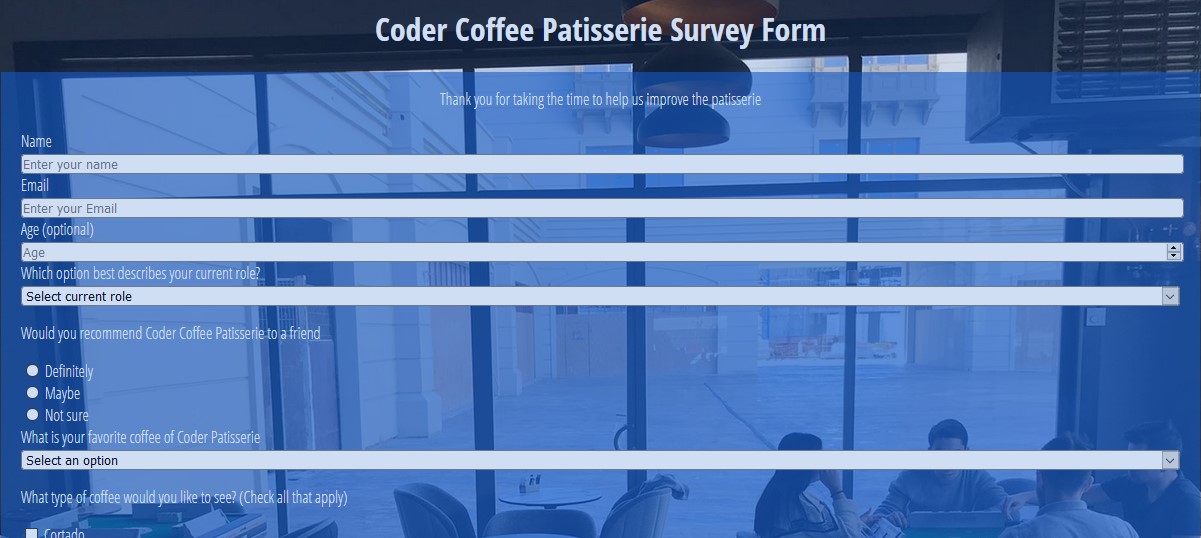 Coder Coffee Patisserie Survey Form
Thank you for taking the time to help us improve the patisserie
Name
Enter your name
Email
Enter your Email
Age (optional)
Age
Which option best describes your current role?
Select current role
Would you recommend Coder Coffee Patisserie to a friend
Definitely
Maybe
Not sure
What is your favorite coffee of Coder Patisserie
Select an option
What type of coffee would you like to see? (Check all that apply)
Cortado